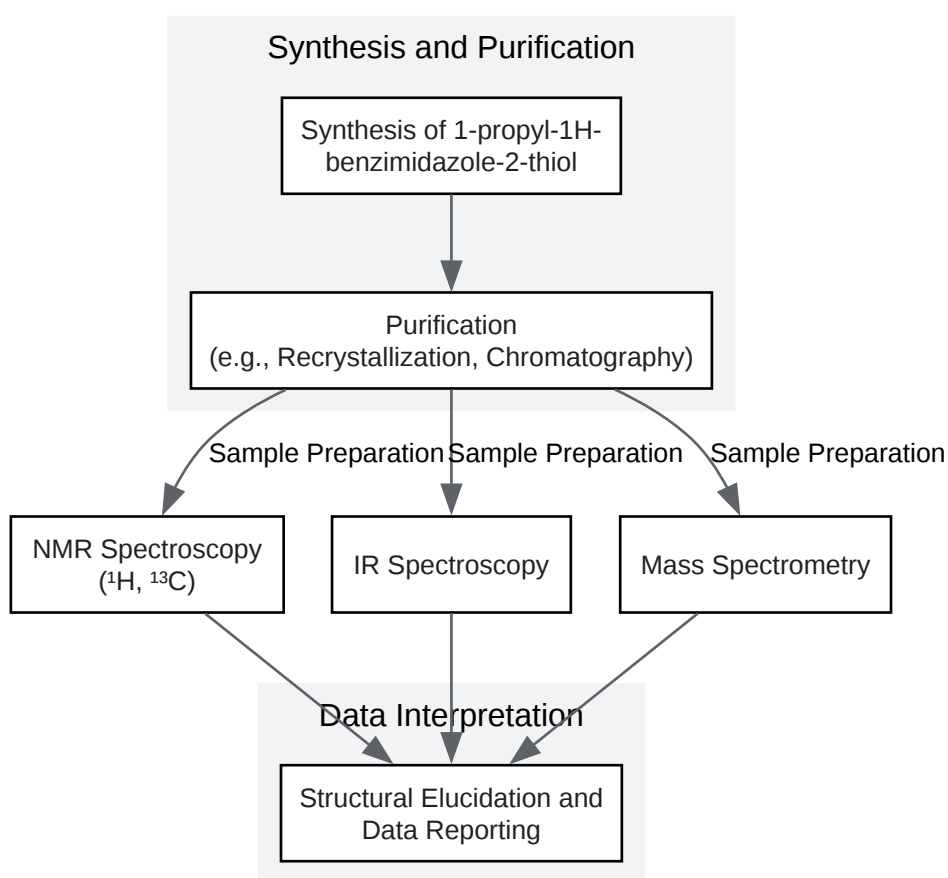 Synthesis and Purification
Synthesis of 1-propyl-1H-
benzimidazole-2-thiol
Purification
(e.g., Recrystallization, Chromatography)
Sample Preparation
Sample Preparation
Sample Preparation
NMR Spectroscopy
(¹H, ¹³C)
IR Spectroscopy
Mass Spectrometry
Data Interpretation
Structural Elucidation and
Data Reporting